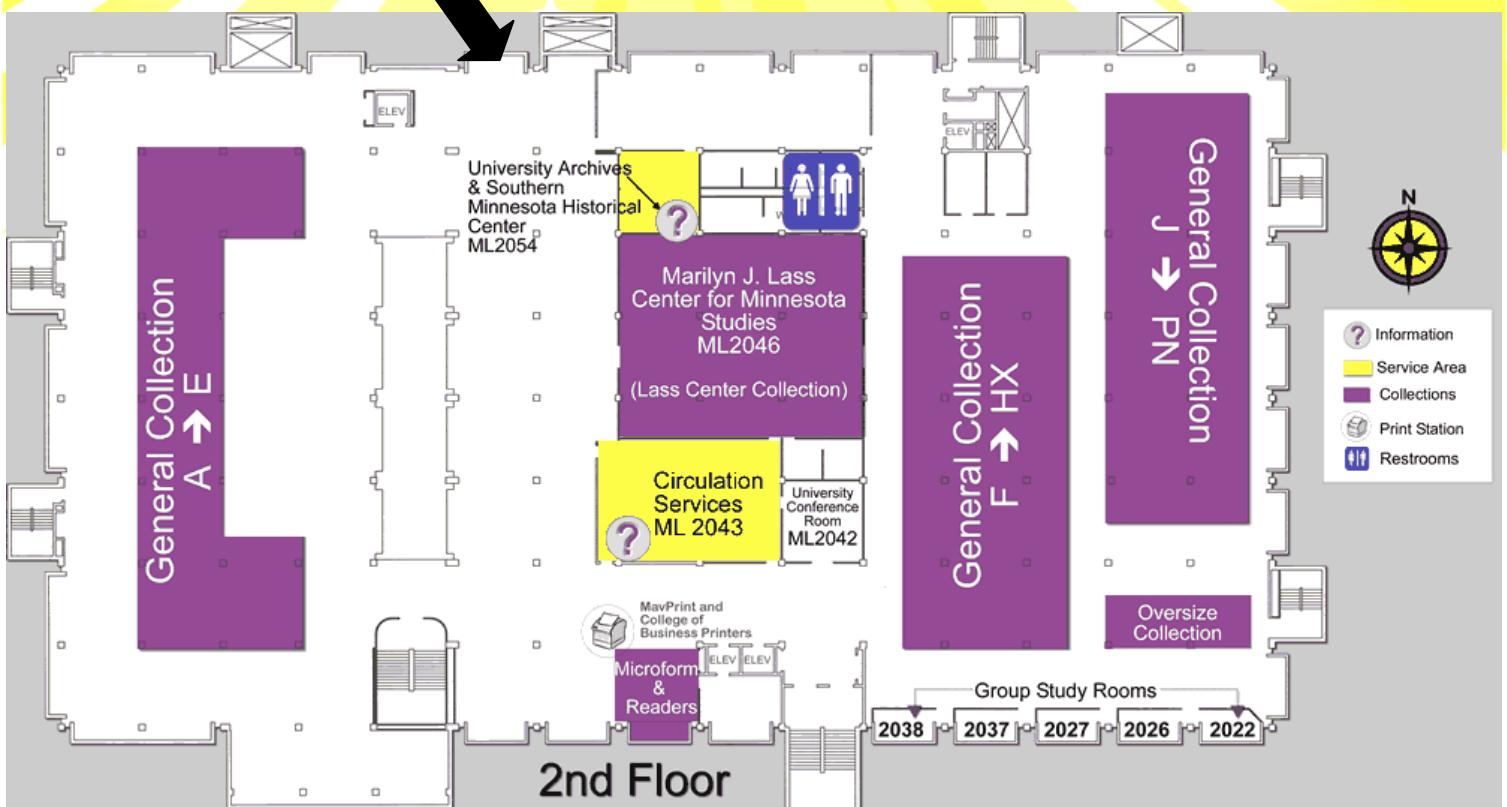 ELEV
University Archives
& Southern
Minnesota Historical
Center
ML2054
?
W
ELEV
General Collection
A → E
Marilyn J. Lass
Center for Minnesota
Studies
ML2046
(Lass Center Collection)
General Collection
F → HX
General Collection
J → PN
N
? Information
Service Area
Collections
Print Station
Restrooms
Circulation
Services
ML 2043
?
University
Conference
Room
ML2042
MavPrint and
College of
Business Printers
Oversize
Collection
Microform
&
Readers
ELEV ELEV
Group Study Rooms
2038 2037 2027 2026 2022
2nd Floor